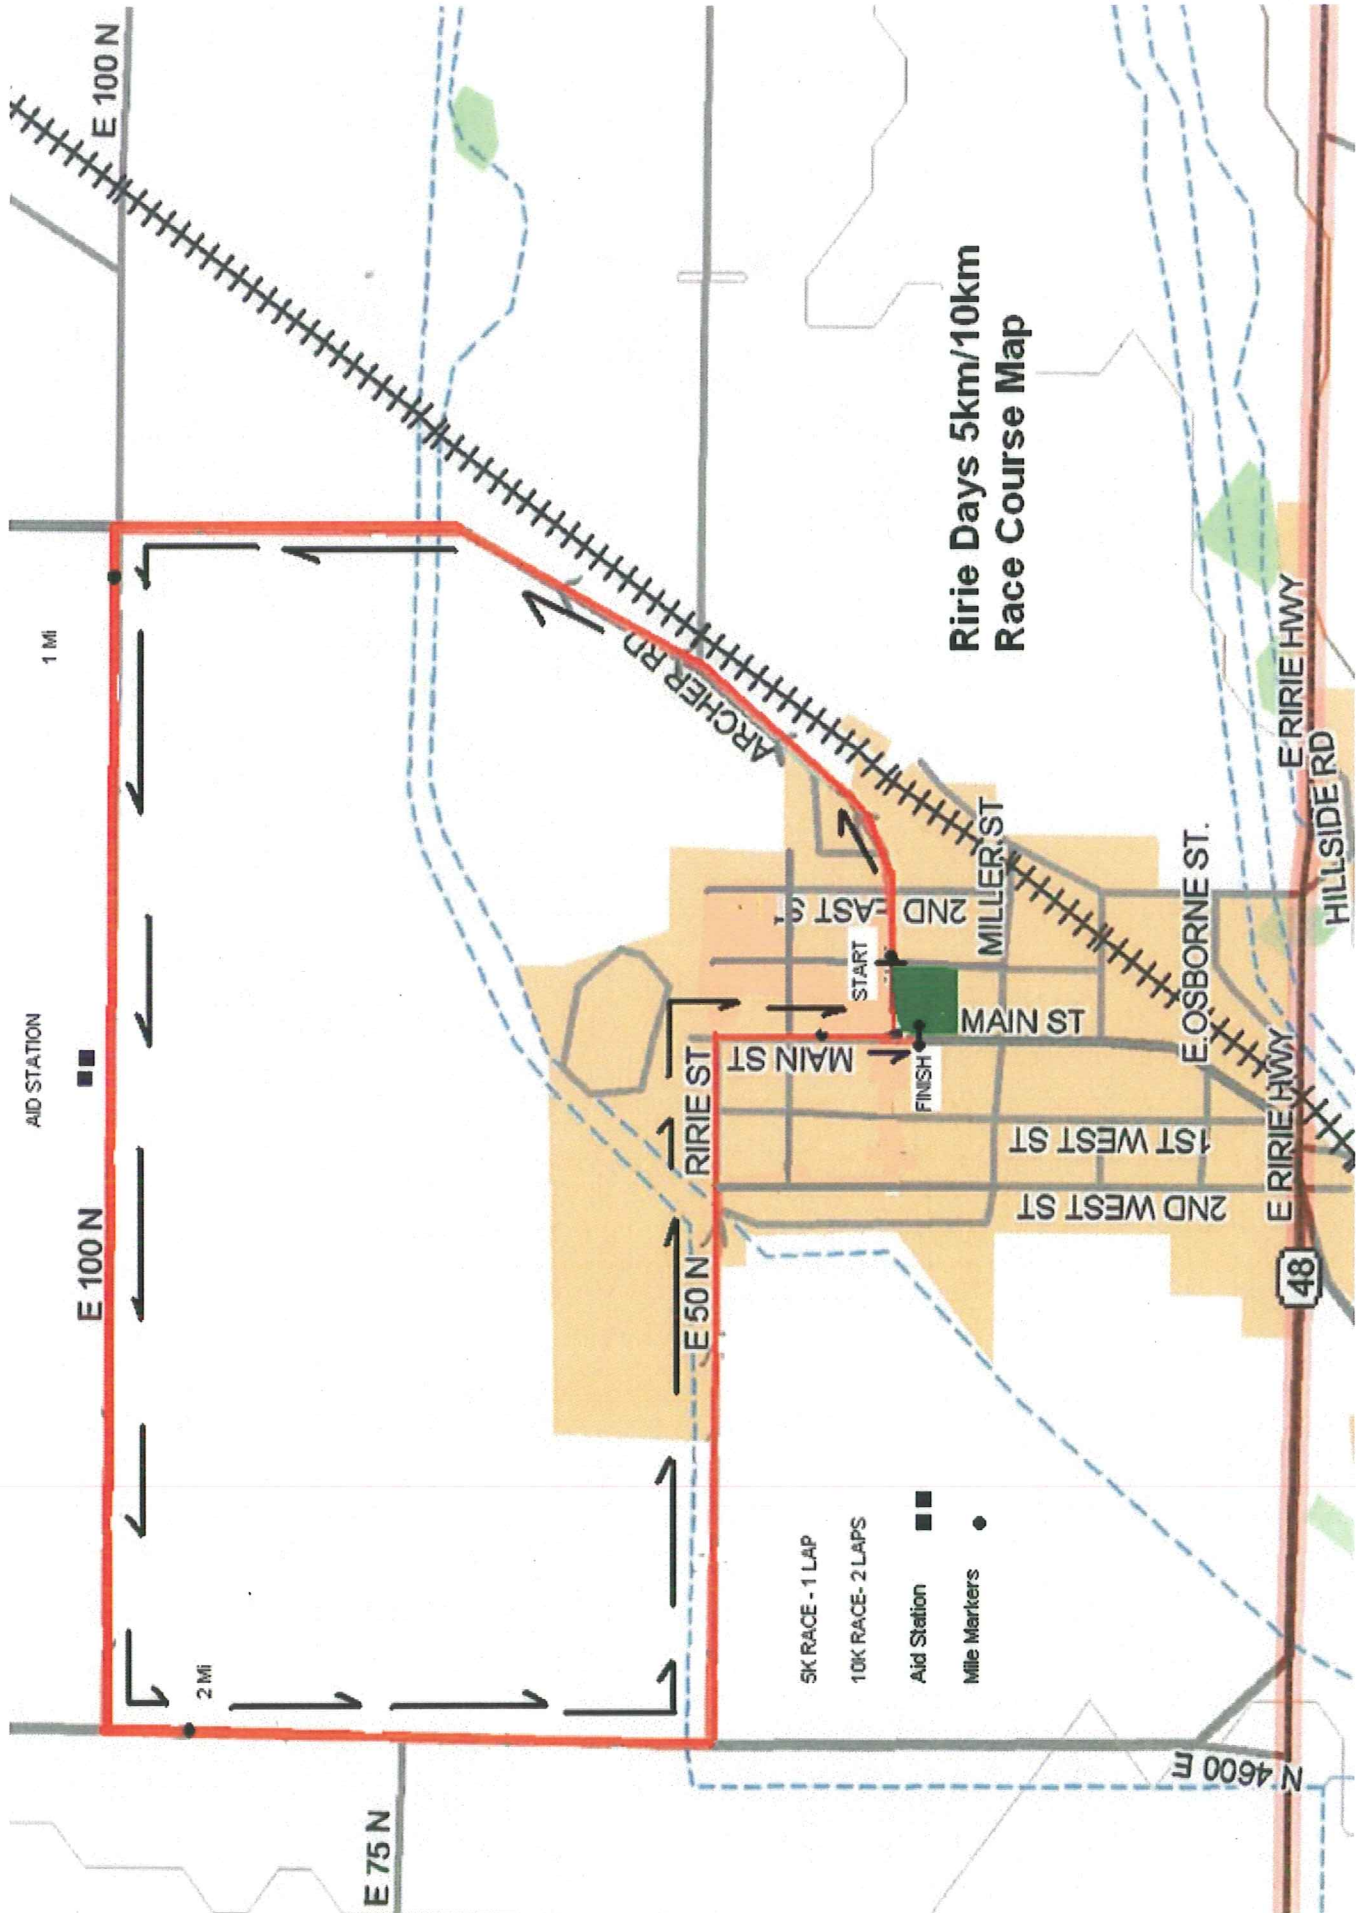 E 100 N
1 Mi
AID STATION
E 100 N
2 Mi
E 75 N
ARCHER RD
Ririe Days 5km/10km
Race Course Map
2ND EAST ST
MILLER ST
START
MAIN ST
MAIN ST
FINISH
RIRIE ST
E 50 N
1ST WEST ST
2ND WEST ST
E OSBORNE ST.
E RIRIE HWY
HILLSIDE RD
E RIRIE HWY
48
N 4600 E
5K RACE - 1 LAP
10K RACE- 2 LAPS
Aid Station
Mile Markers